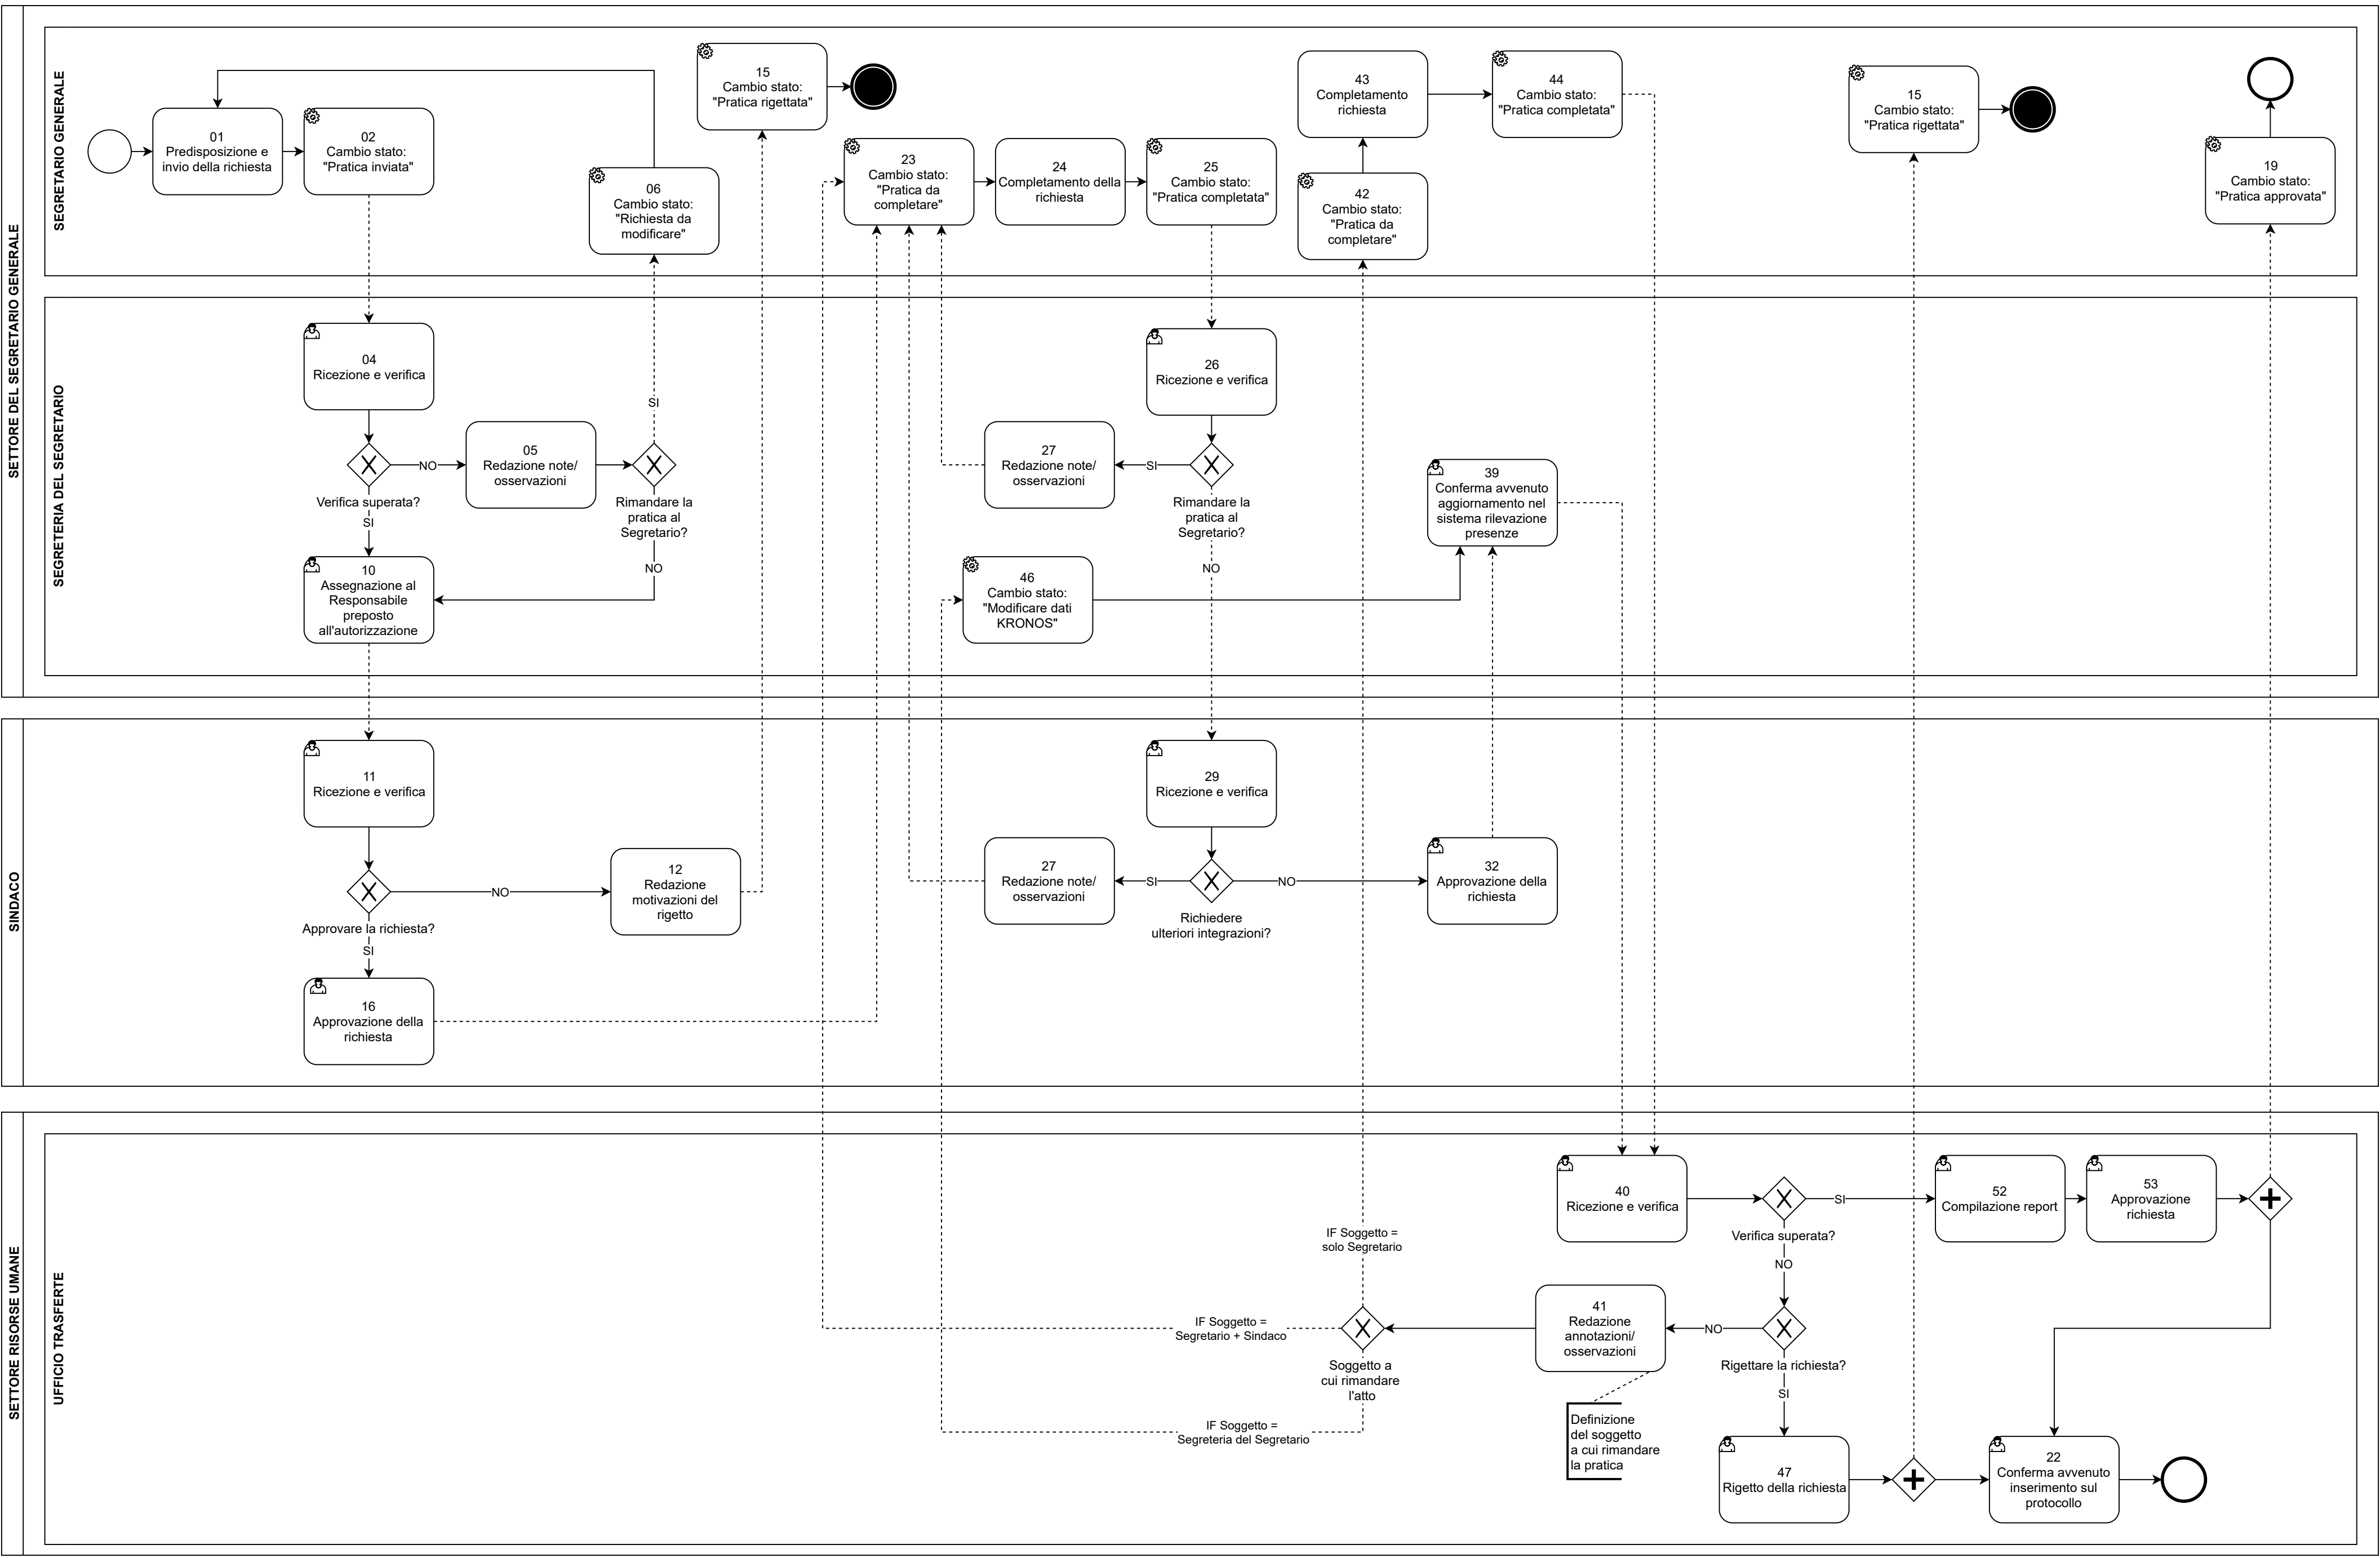 SETTORE DEL SEGRETARIO GENERALE
SEGRETARIO GENERALE
01
Predisposizione e
invio della richiesta
02
Cambio stato:
"Pratica inviata"
06
Cambio stato:
"Richiesta da
modificare"
15
Cambio stato:
"Pratica rigettata"
23
Cambio stato:
"Pratica da
completare"
24
Completamento della
richiesta
25
Cambio stato:
"Pratica completata"
43
Completamento
richiesta
42
Cambio stato:
"Pratica da
completare"
44
Cambio stato:
"Pratica completata"
15
Cambio stato:
"Pratica rigettata"
19
Cambio stato:
"Pratica approvata"
SEGRETERIA DEL SEGRETARIO
04
Ricezione e verifica
Verifica superata?
NO
SI
05
Redazione note/
osservazioni
SI
Rimandare la
pratica al
Segretario?
NO
10
Assegnazione al
Responsabile
preposto
all'autorizzazione
26
Ricezione e verifica
SI
27
Redazione note/
osservazioni
Rimandare la
pratica al
Segretario?
NO
46
Cambio stato:
"Modificare dati
KRONOS"
39
Conferma avvenuto
aggiornamento nel
sistema rilevazione
presenze
SINDACO
11
Ricezione e verifica
NO
Approvare la richiesta?
SI
12
Redazione
motivazioni del
rigetto
16
Approvazione della
richiesta
29
Ricezione e verifica
SI
27
Redazione note/
osservazioni
NO
Richiedere
ulteriori integrazioni?
32
Approvazione della
richiesta
SETTORE RISORSE UMANE
UFFICIO TRASFERTE
40
Ricezione e verifica
SI
Verifica superata?
NO
52
Compilazione report
53
Approvazione
richiesta
IF Soggetto =
solo Segretario
IF Soggetto =
Segretario + Sindaco
Soggetto a
cui rimandare
l'atto
IF Soggetto =
Segreteria del Segretario
41
Redazione
annotazioni/
osservazioni
NO
Rigettare la richiesta?
SI
Definizione
del soggetto
a cui rimandare
la pratica
47
Rigetto della richiesta
22
Conferma avvenuto
inserimento sul
protocollo